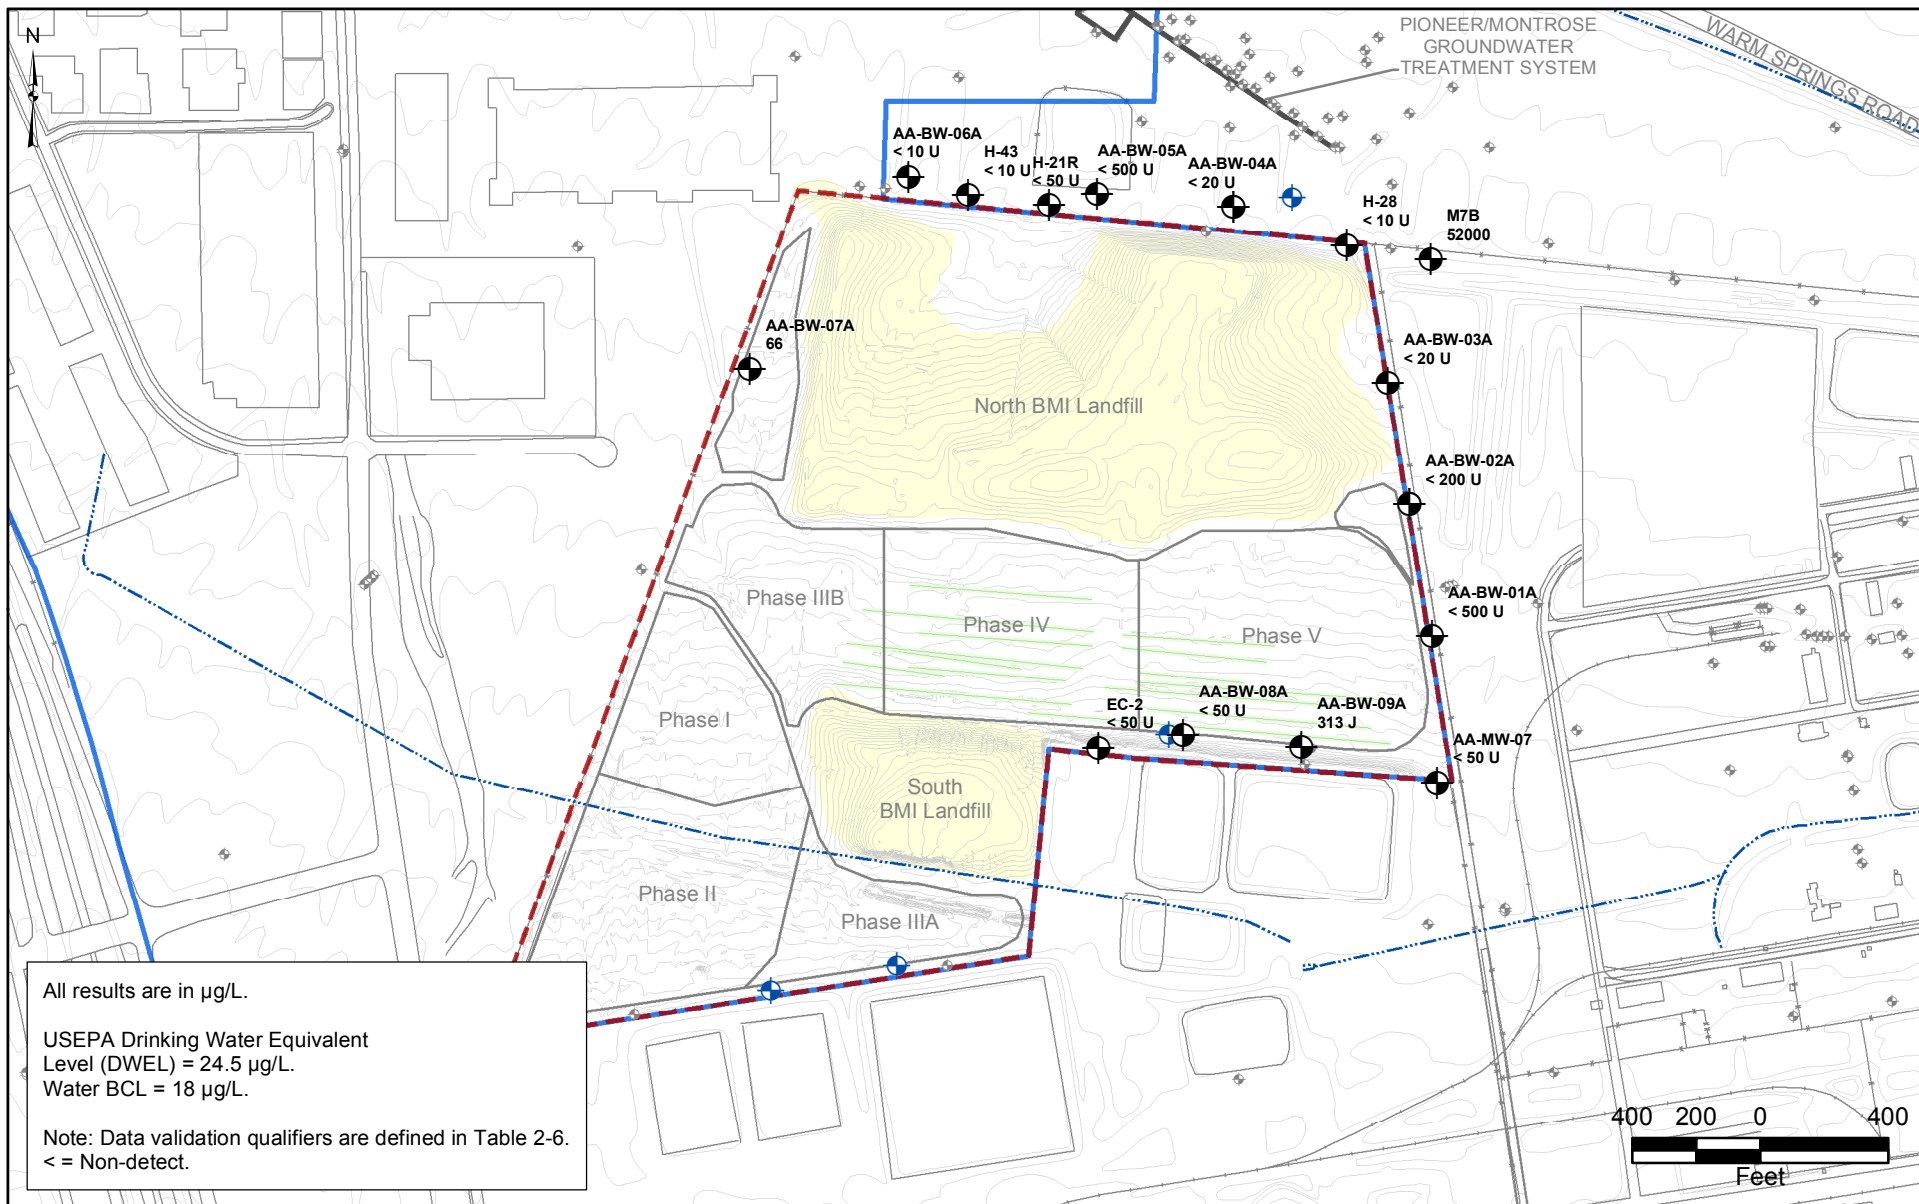 N
PIONEER/MONTROSE
GROUNDWATER
TREATMENT SYSTEM
WARM SPRINGS ROAD
AA-BW-06A
< 10 U
H-43
< 10 U
H-21R
< 50 U
AA-BW-05A
< 500 U
AA-BW-04A
< 20 U
H-28
< 10 U
M7B
52000
AA-BW-07A
66
AA-BW-03A
< 20 U
North BMI Landfill
AA-BW-02A
< 200 U
AA-BW-01A
< 500 U
Phase IIIB
Phase IV
Phase V
EC-2
< 50 U
AA-BW-08A
< 50 U
AA-BW-09A
313 J
AA-MW-07
< 50 U
Phase I
South
BMI Landfill
Phase II
Phase IIIA
All results are in µg/L.
USEPA Drinking Water Equivalent
Level (DWEL) = 24.5 µg/L.
Water BCL = 18 µg/L.
Note: Data validation qualifiers are defined in Table 2-6.
< = Non-detect.
400 200 0 400
Feet